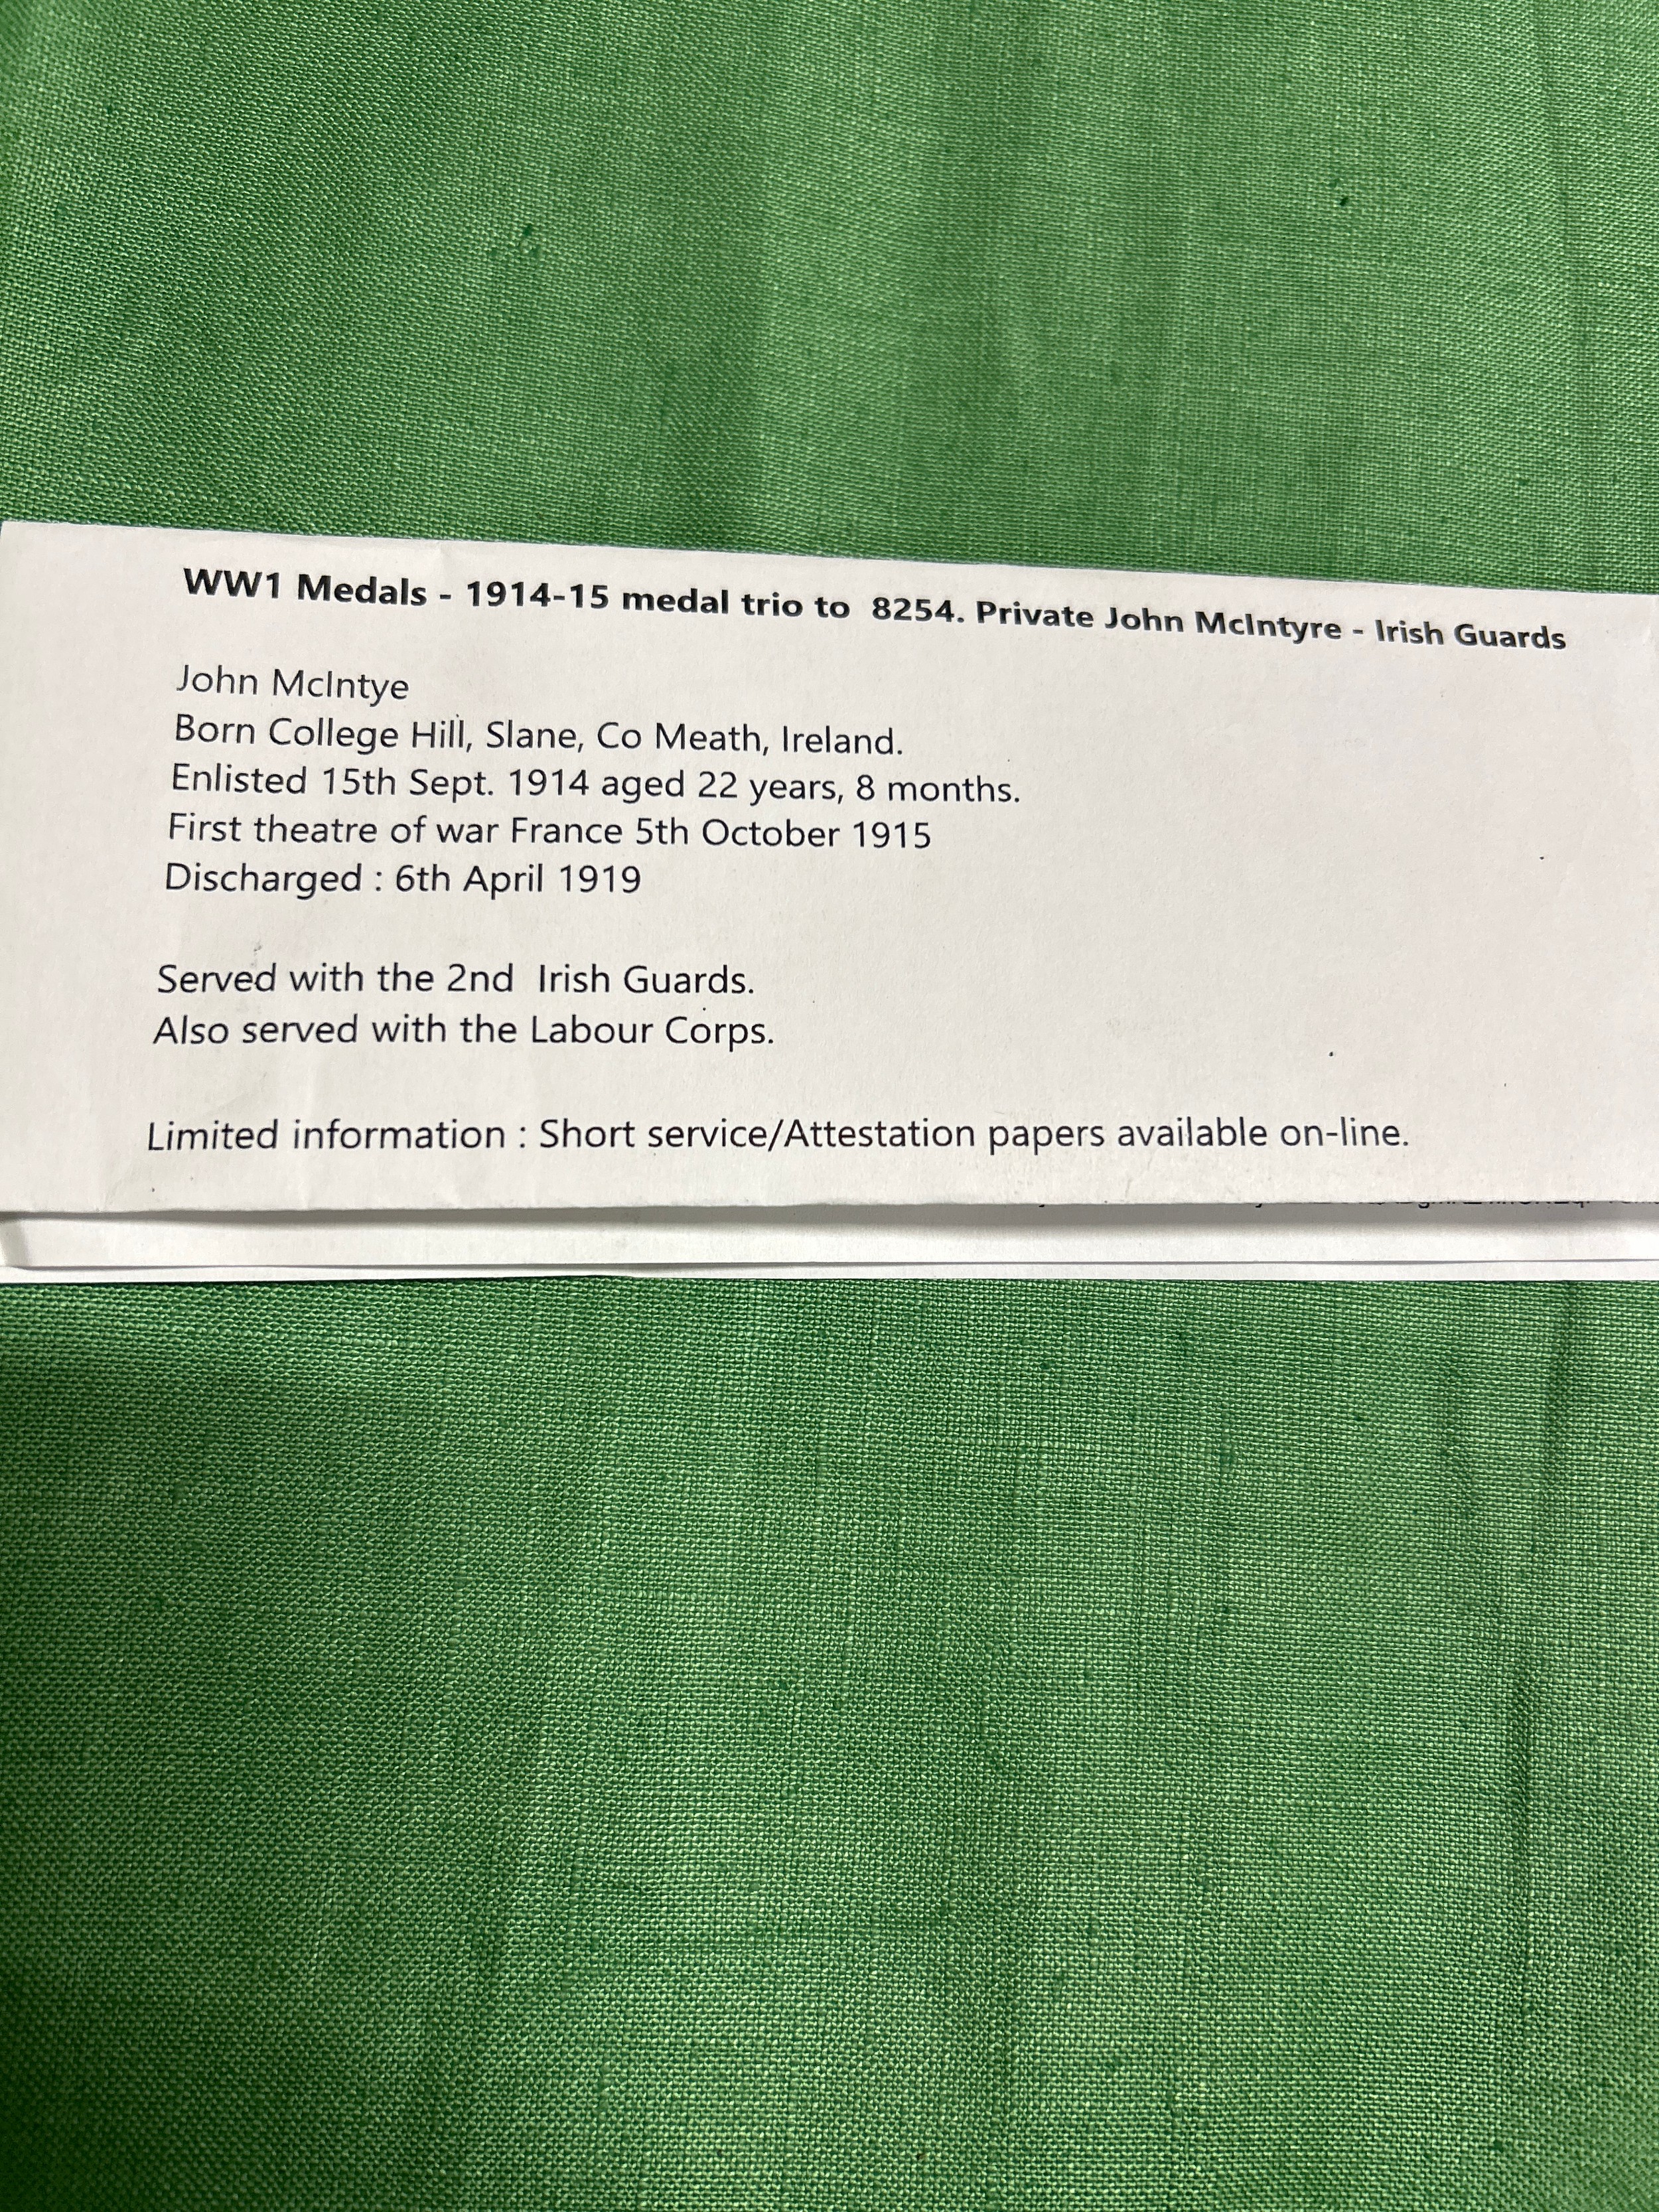 WW1 Medals - 1914-15 medal trio to 8254. Private John McIntyre - Irish Guards
John McIntye
Born College Hill, Slane, Co Meath, Ireland.
Enlisted 15th Sept. 1914 aged 22 years, 8 months.
First theatre of war France 5th October 1915
Discharged : 6th April 1919
Served with the 2nd Irish Guards.
Also served with the Labour Corps.
Limited information : Short service/Attestation papers available on-line.